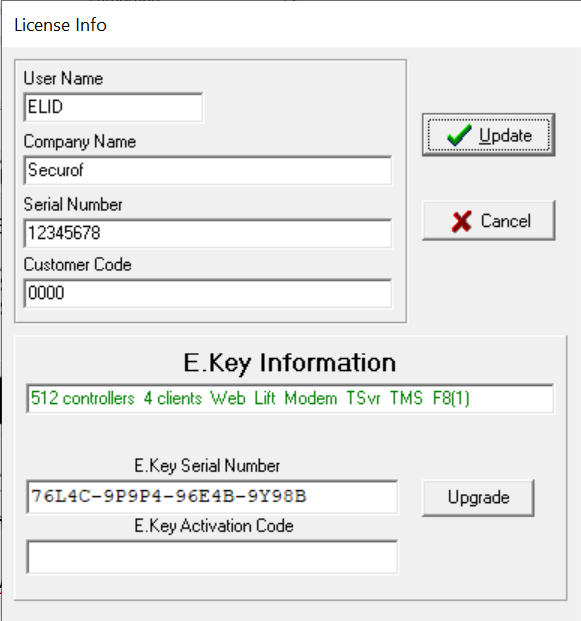 License Info
User Name
ELID
Update
Company Name
Securof
Serial Number
12345678
Cancel
Customer Code
0000
E.Key Information
512 controllers 4 clients Web Lift Modem TSvr TMS F8(1)
E.Key Serial Number
76L4C-9P9P4-96E4B-9Y98B
Upgrade
E.Key Activation Code